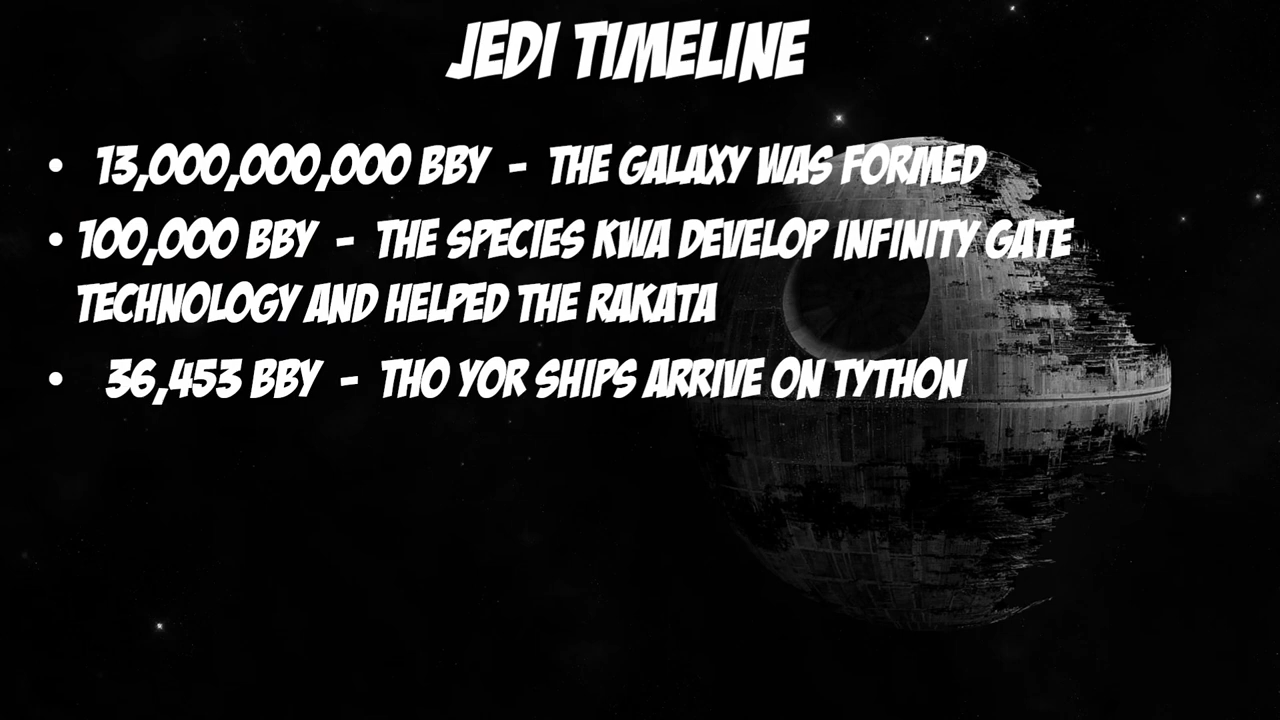 JEDI TIMELINE
• 13,000,000,000 BBY - THE GALAXY WAS FORMED
• 100,000 BBY - THE SPECIES KWA DEVELOP INFINITY GATE
TECHNOLOGY AND HELPED THE RAKATA
• 36,453 BBY - THO YOR SHIPS ARRIVE ON TYTHON